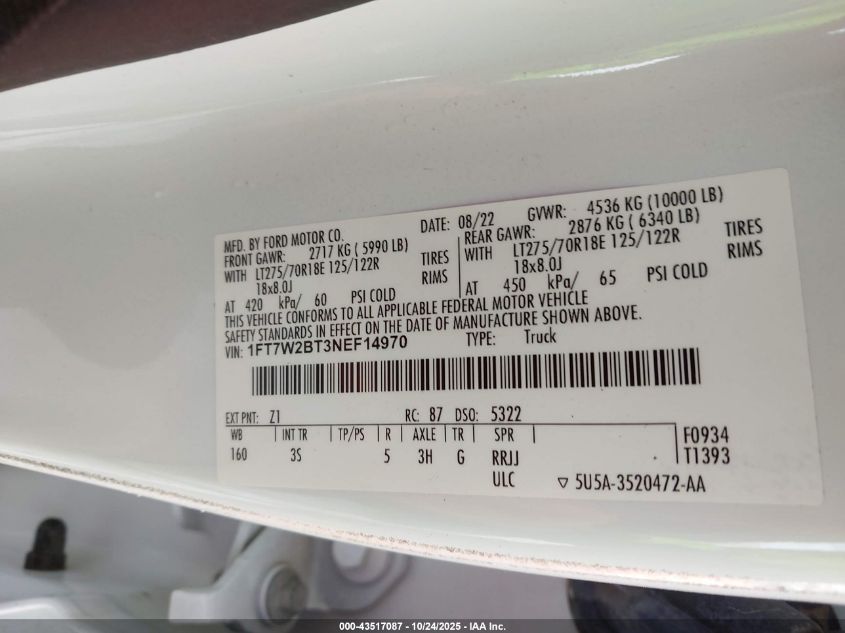 MFD. BY FORD MOTOR CO. DATE: 08/22 GVWR: 4536 KG (10000 LB)
FRONT GAWR: 2717 KG ( 5990 LB) REAR GAWR: 2876 KG ( 6340 LB)
WITH LT275/70R18E 125/122R TIRES WITH LT275/70R18E 125/122R TIRES
18x8.0J RIMS 18x8.0J RIMS
AT 420 kPa/ 60 PSI COLD AT 450 kPa/ 65 PSI COLD
THIS VEHICLE CONFORMS TO ALL APPLICABLE FEDERAL MOTOR VEHICLE
SAFETY STANDARDS IN EFFECT ON THE DATE OF MANUFACTURE SHOWN ABOVE.
VIN: 1FT7W2BT3NEF14970 TYPE: Truck
EXT PNT: Z1 RC: 87 DSO: 5322
WB INT TR TP/PS R AXLE TR SPR F0934
160 3S 5 3H G RRJJ T1393
ULC ▽ 5U5A-3520472-AA
000-43517087 - 10/24/2025 - IAA Inc.